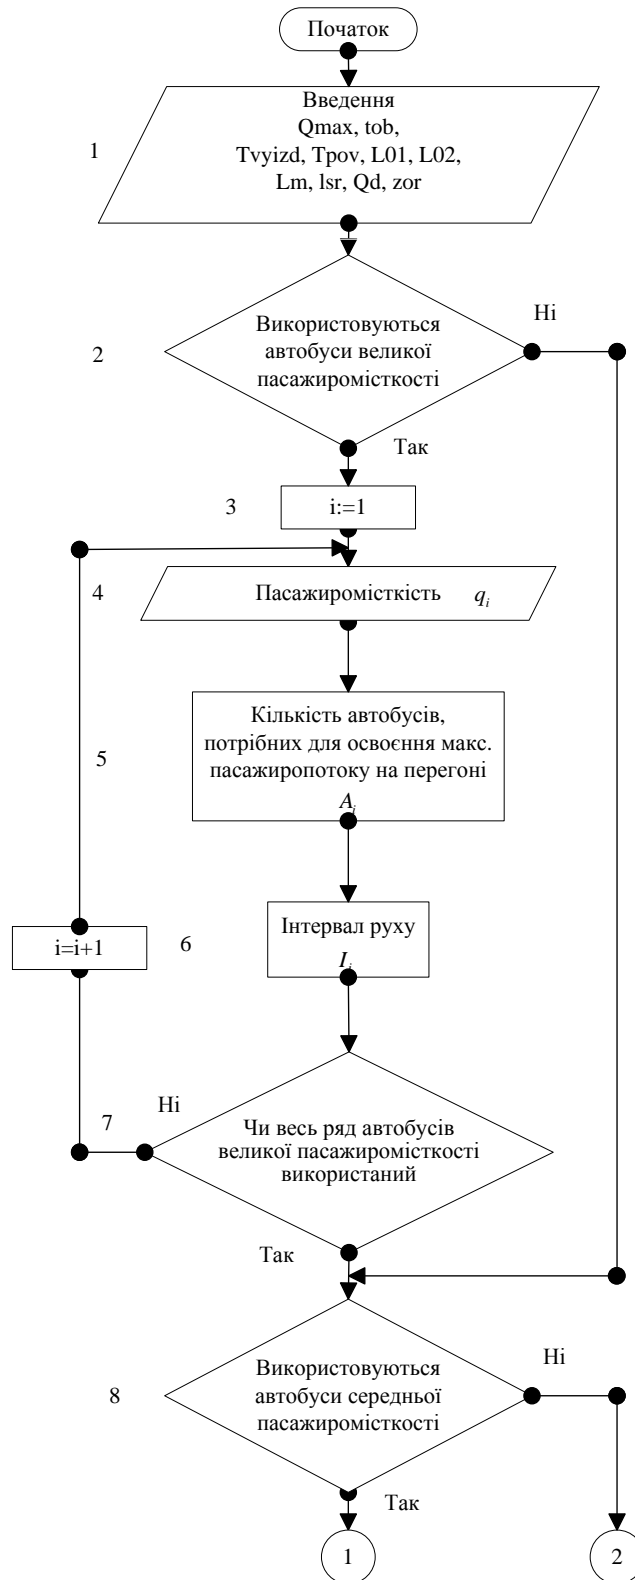 Початок
Введення
Qmax, tob,
1
Tvyizd, Tpov, L01, L02,
Lm, lsr, Qd, zor
Ні
Використовуються
2
автобуси великої
пасажиромісткості
Так
3
i:=1
4
Пасажиромісткість q_i
Кількість автобусів,
потрібних для освоєння макс.
5
пасажиропотоку на перегоні
A_i
Інтервал руху
i=i+1
6
I_i
Ні
7
Чи весь ряд автобусів
великої пасажиромісткості
використаний
Так
Ні
Використовуються
8
автобуси середньої
пасажиромісткості
Так
1
2